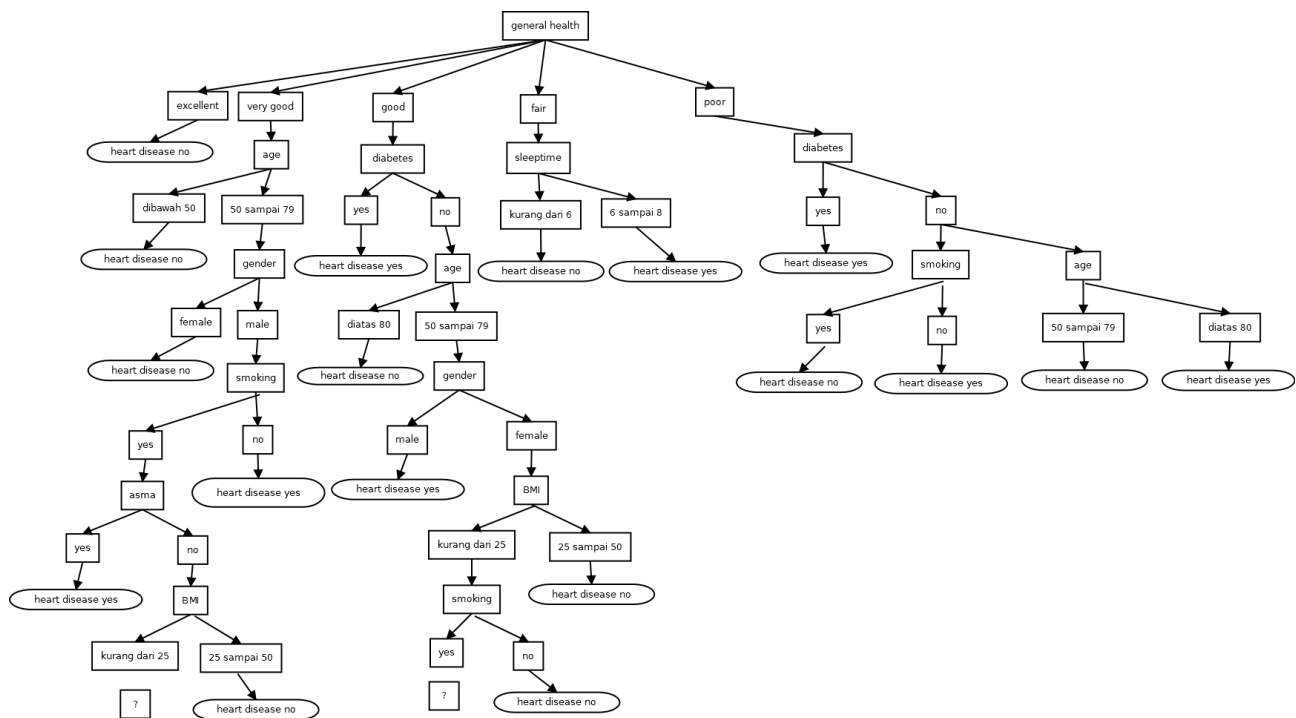 general health
excellent
very good
good
fair
poor
heart disease no
age
diabetes
sleeptime
diabetes
dibawah 50
50 sampai 79
yes
no
kurang dari 6
6 sampai 8
yes
no
heart disease no
gender
heart disease yes
age
heart disease no
heart disease yes
heart disease yes
smoking
age
female
male
diatas 80
50 sampai 79
yes
no
50 sampai 79
diatas 80
heart disease no
smoking
heart disease no
gender
heart disease no
heart disease yes
heart disease no
heart disease yes
yes
no
male
female
asma
heart disease yes
heart disease yes
BMI
yes
no
kurang dari 25
25 sampai 50
heart disease yes
BMI
smoking
heart disease no
kurang dari 25
25 sampai 50
yes
no
?
heart disease no
?
heart disease no